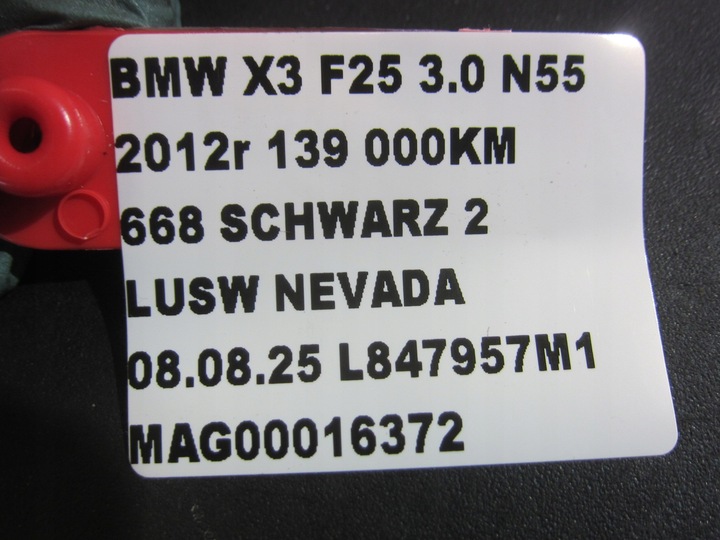 BMW X3 F25 3.0 N55
2012r 139 000KM
668 SCHWARZ 2
LUSW NEVADA
08.08.25 L847957M1
MAG00016372